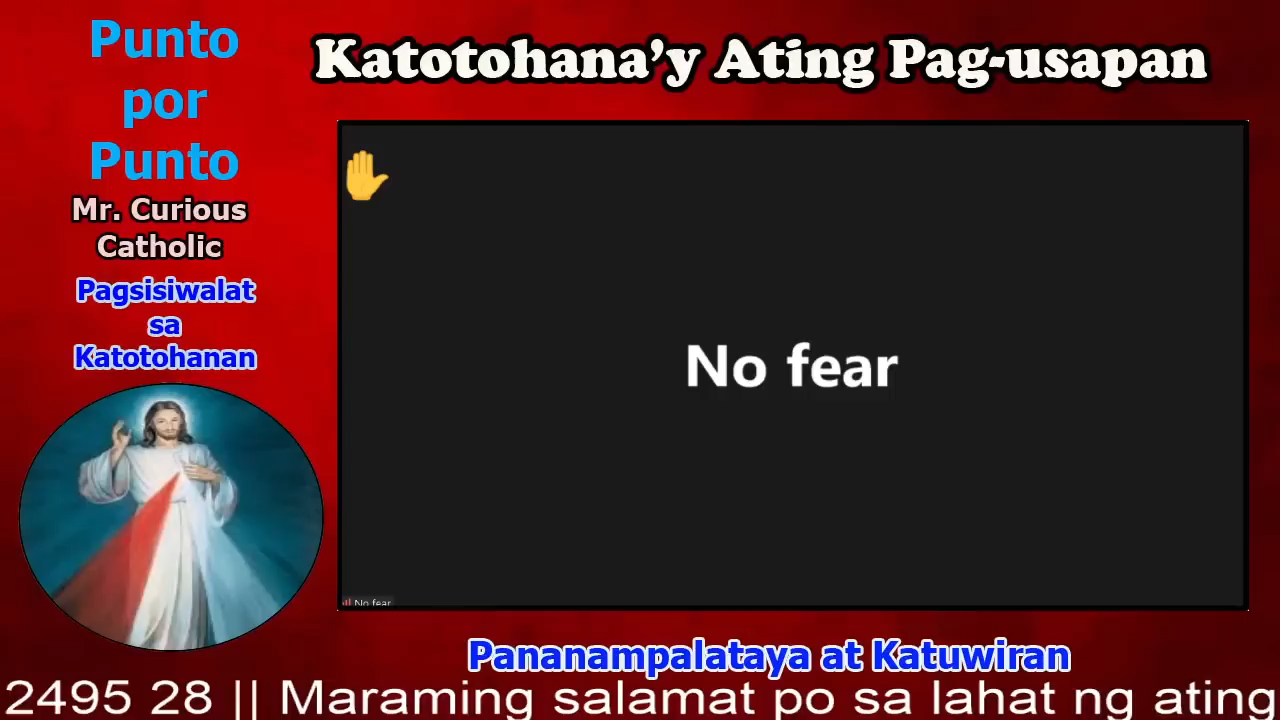 Punto
por
Punto
Mr. Curious
Catholic
Pagsisiwalat
sa
Katotohanan
Katotohana’y Ating Pag-usapan
No fear
No fear
Pananampalataya at Katuwiran
2495 28 || Maraming salamat po sa lahat ng ating